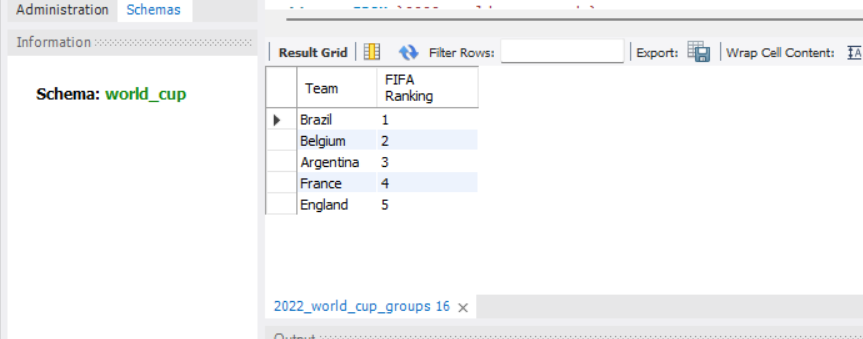 Administration Schemas
Information
Schema: world_cup
Result Grid Filter Rows: Export: Wrap Cell Content:
Team FIFA
Ranking
Brazil 1
Belgium 2
Argentina 3
France 4
England 5
2022_world_cup_groups 16
Output